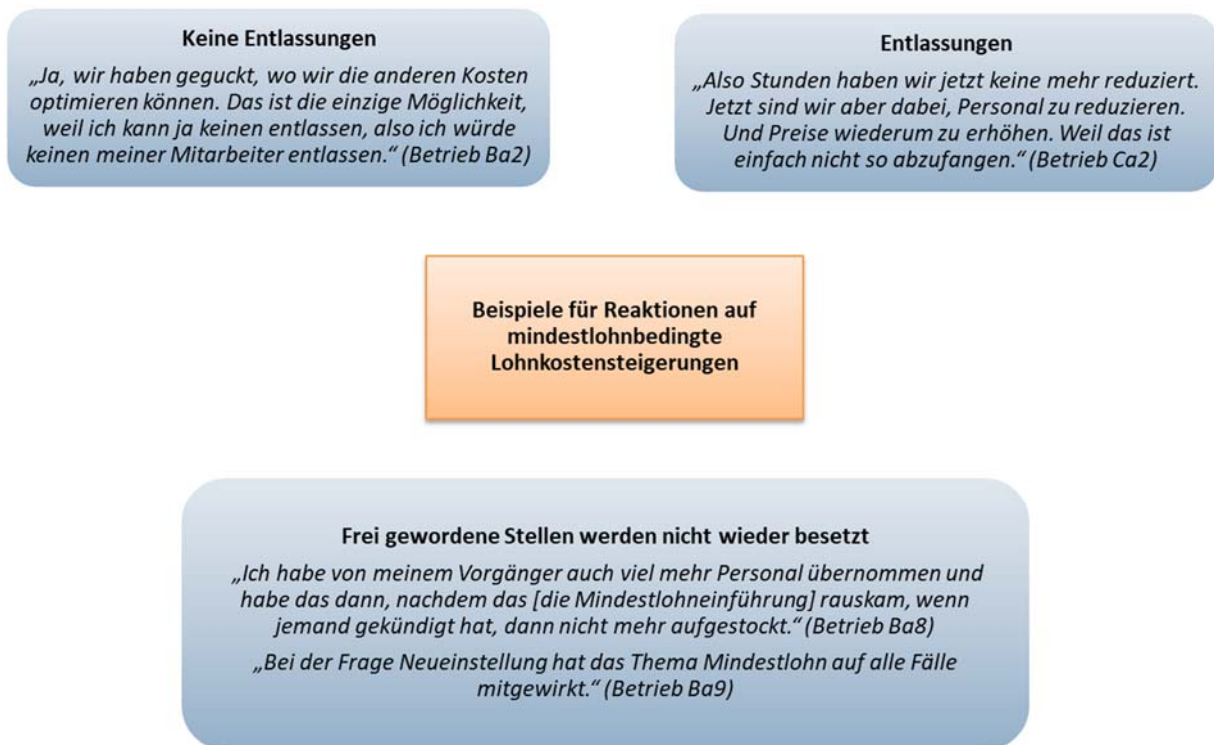 Keine Entlassungen
„Ja, wir haben geguckt, wo wir die anderen Kosten
optimieren können. Das ist die einzige Möglichkeit,
weil ich kann ja keinen entlassen, also ich würde
keinen meiner Mitarbeiter entlassen.“ (Betrieb Ba2)
Entlassungen
„Also Stunden haben wir jetzt keine mehr reduziert.
Jetzt sind wir aber dabei, Personal zu reduzieren.
Und Preise wiederum zu erhöhen. Weil das ist
einfach nicht so abzufangen.“ (Betrieb Ca2)
Beispiele für Reaktionen auf
mindestlohnbedingte
Lohnkostensteigerungen
Frei gewordene Stellen werden nicht wieder besetzt
„Ich habe von meinem Vorgänger auch viel mehr Personal übernommen und
habe das dann, nachdem das [die Mindestlohneinführung] rauskam, wenn
jemand gekündigt hat, dann nicht mehr aufgestockt.“ (Betrieb Ba8)
„Bei der Frage Neueinstellung hat das Thema Mindestlohn auf alle Fälle
mitgewirkt.“ (Betrieb Ba9)